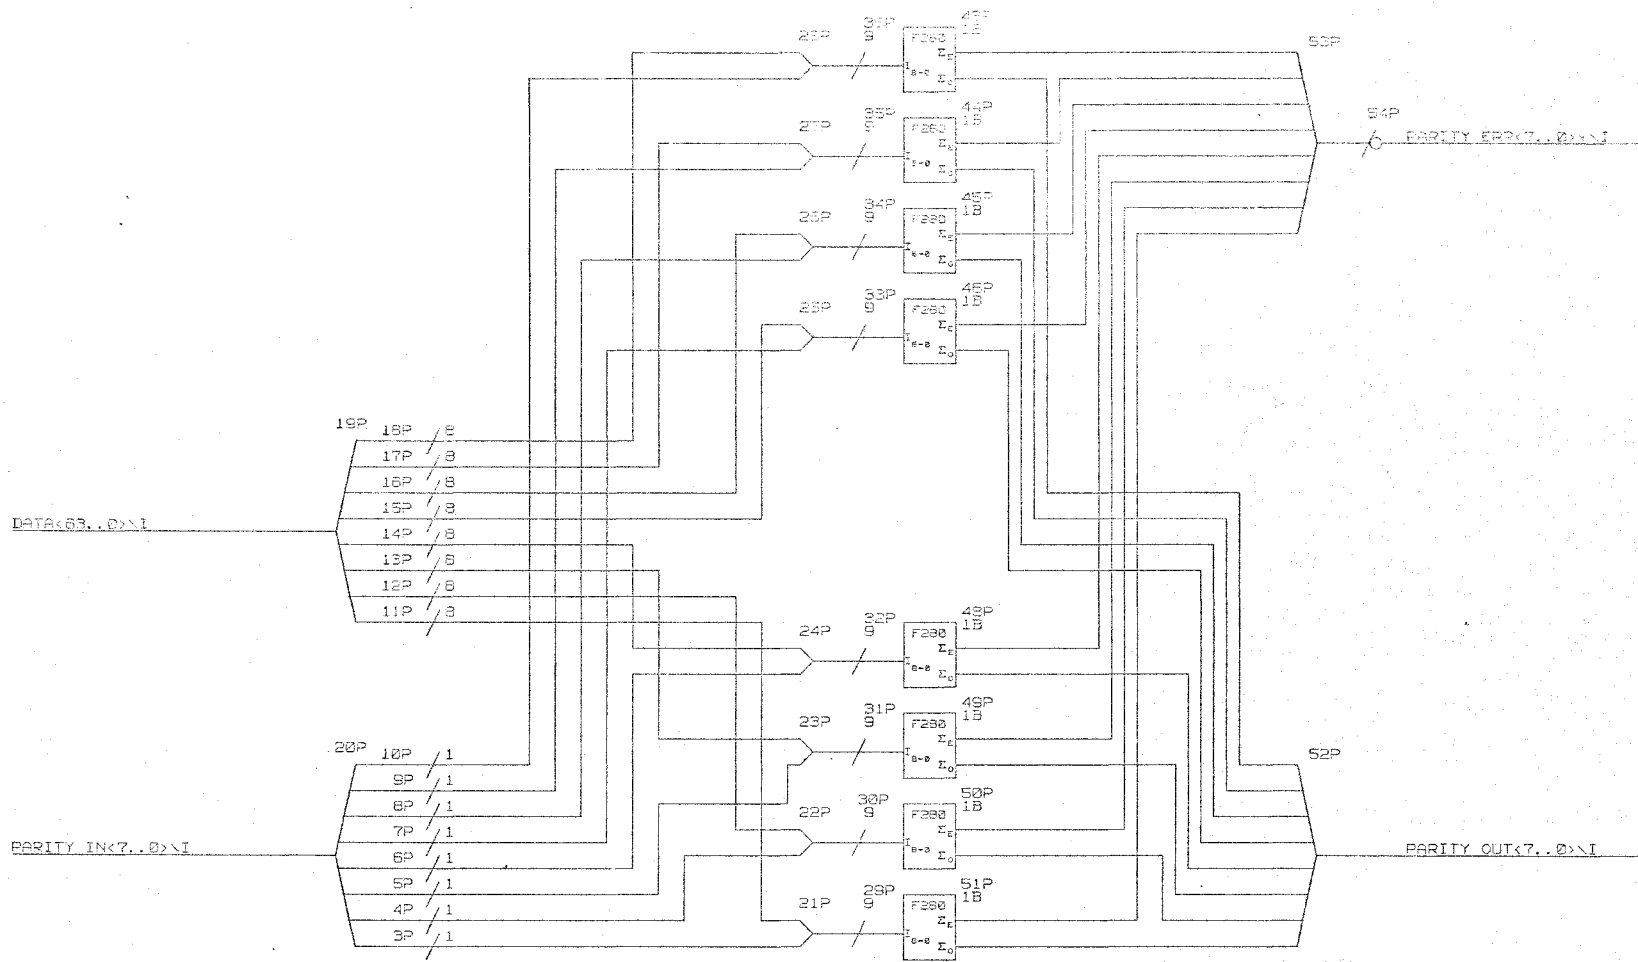 28P 36P 9 F280 I8-0 ΣE ΣO 43P 1B
27P 35P 9 F280 I8-0 ΣE ΣO 44P 1B
26P 34P 9 F280 I8-0 ΣE ΣO 45P 1B
25P 33P 9 F280 I8-0 ΣE ΣO 46P 1B
53P
54P
PARITY ERR<7..0>*\I
19P
18P 8
17P 8
16P 8
15P 8
14P 8
13P 8
12P 8
11P 8
DATA<63..0>\I
24P 32P 9 F280 I8-0 ΣE ΣO 48P 1B
23P 31P 9 F280 I8-0 ΣE ΣO 49P 1B
22P 30P 9 F280 I8-0 ΣE ΣO 50P 1B
21P 29P 9 F280 I8-0 ΣE ΣO 51P 1B
20P
10P 1
9P 1
8P 1
7P 1
6P 1
5P 1
4P 1
3P 1
PARITY IN<7..0>\I
52P
PARITY OUT<7..0>\I